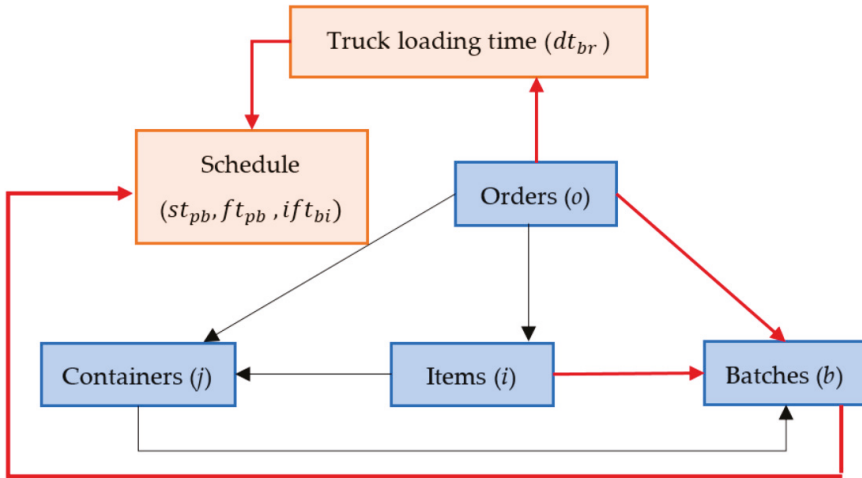 Truck loading time (dt_br )
Schedule
(st_pb, ft_pb , ift_bi)
Orders (o)
Containers (j)
Items (i)
Batches (b)